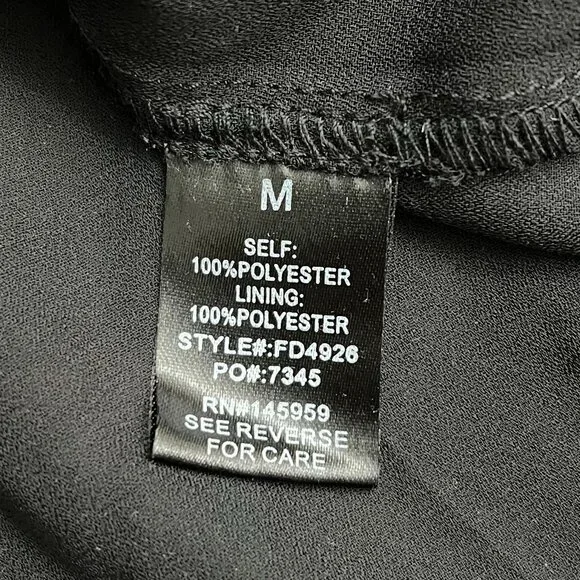 M
SELF:
100%POLYESTER
LINING:
100%POLYESTER
STYLE#:FD4926
PO#:7345
RN#145959
SEE REVERSE
FOR CARE